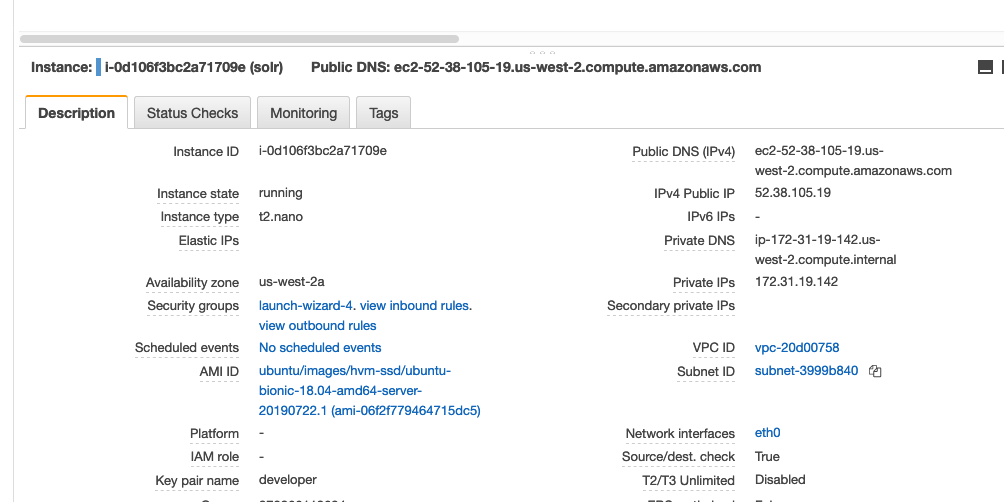 Instance: i-0d106f3bc2a71709e (solr) Public DNS: ec2-52-38-105-19.us-west-2.compute.amazonaws.com
Description Status Checks Monitoring Tags
Instance ID i-0d106f3bc2a71709e
Public DNS (IPv4) ec2-52-38-105-19.us-
west-2.compute.amazonaws.com
Instance state running
IPv4 Public IP 52.38.105.19
Instance type t2.nano
IPv6 IPs -
Elastic IPs
Private DNS ip-172-31-19-142.us-
west-2.compute.internal
Availability zone us-west-2a
Private IPs 172.31.19.142
Security groups launch-wizard-4. view inbound rules.
view outbound rules
Secondary private IPs
Scheduled events No scheduled events
VPC ID vpc-20d00758
AMI ID ubuntu/images/hvm-ssd/ubuntu-
bionic-18.04-amd64-server-
20190722.1 (ami-06f2f779464715dc5)
Subnet ID subnet-3999b840
Platform -
Network interfaces eth0
IAM role -
Source/dest. check True
Key pair name developer
T2/T3 Unlimited Disabled